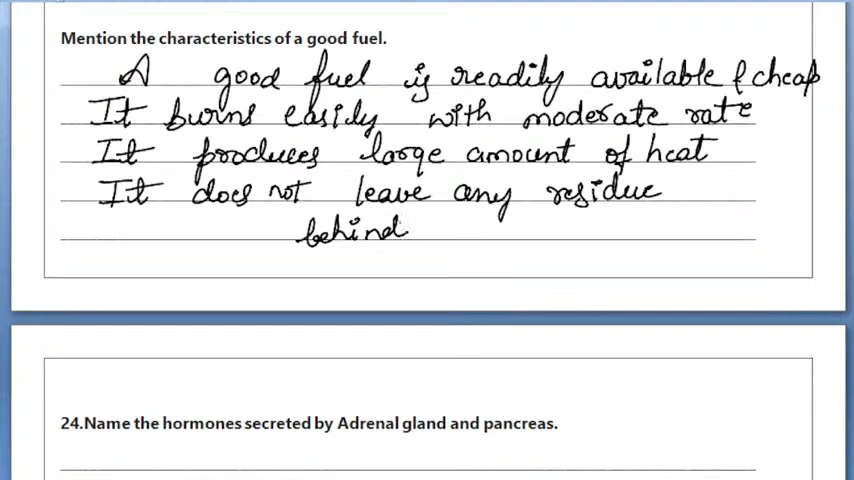 Mention the characteristics of a good fuel.
A good fuel is readily available & cheap
It burns easily with moderate rate
It produces large amount of heat
It does not leave any residue
behind
24.Name the hormones secreted by Adrenal gland and pancreas.